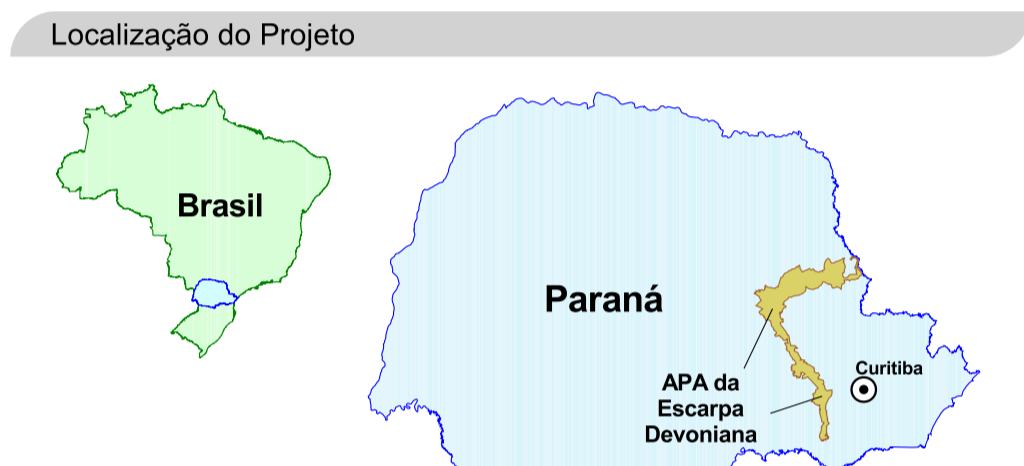 Localização do Projeto
Brasil
Paraná
Curitiba
APA da
Escarpa
Devoniana